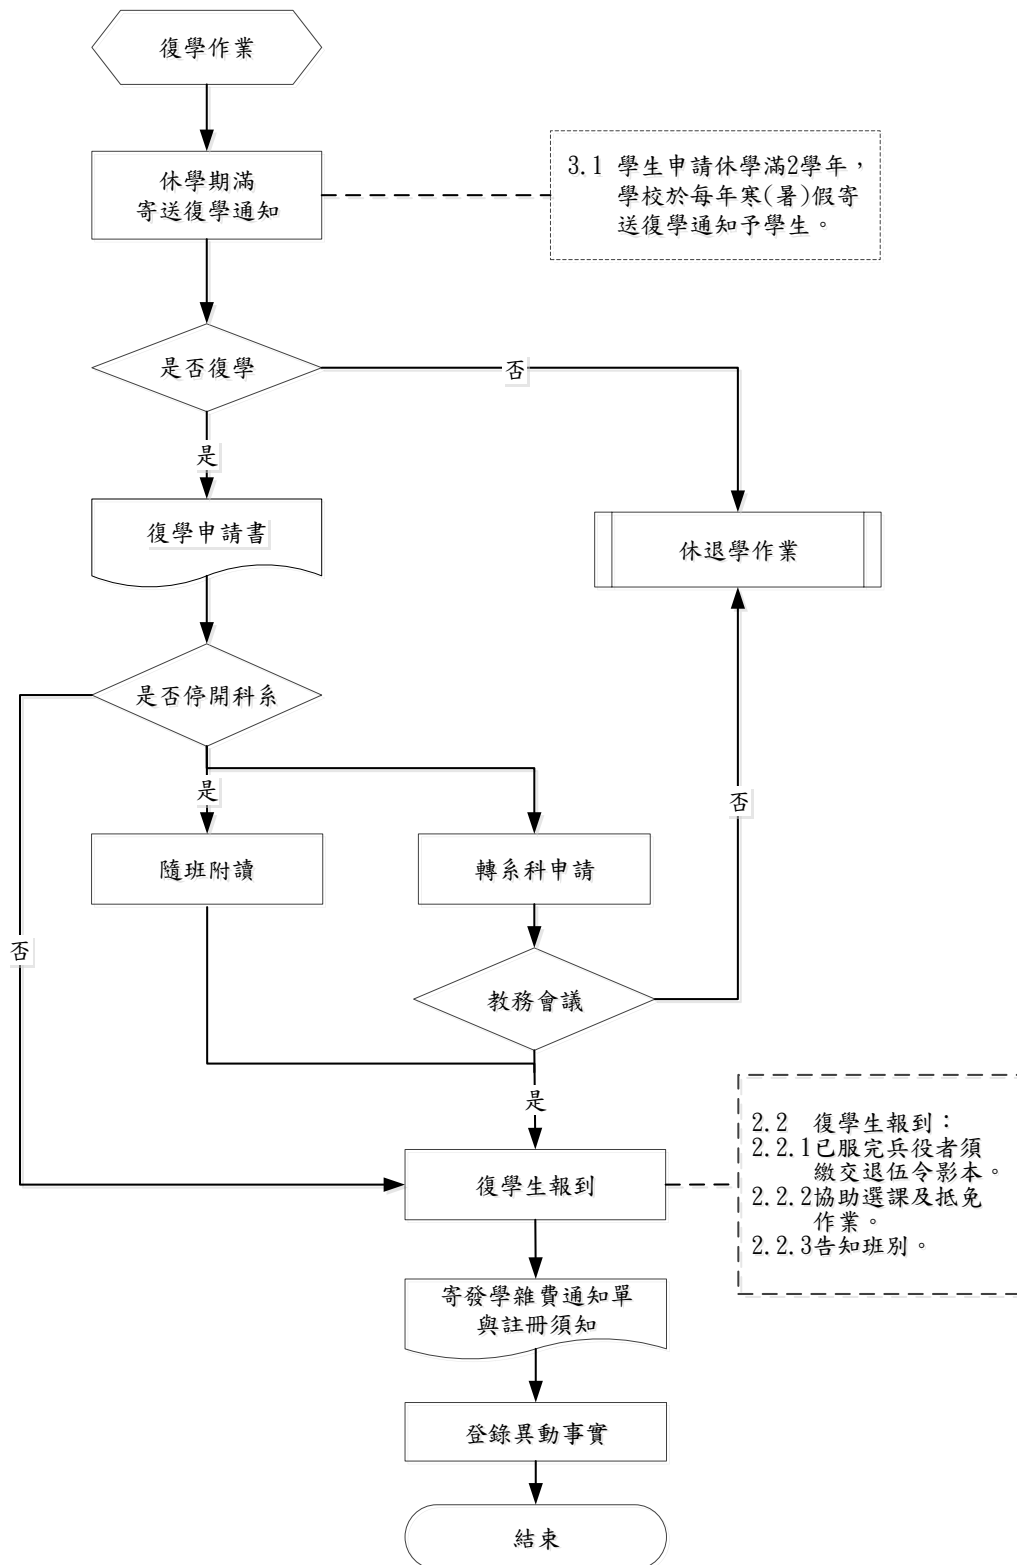 復學作業
休學期滿
寄送復學通知
3.1 學生申請休學滿2學年，
學校於每年寒(暑)假寄
送復學通知予學生。
是否復學
否
是
復學申請書
休退學作業
是否停開科系
是
否
隨班附讀
轉系科申請
否
教務會議
是
2.2 復學生報到：
2.2.1已服完兵役者須
繳交退伍令影本。
2.2.2協助選課及抵免
作業。
2.2.3告知班別。
復學生報到
寄發學雜費通知單
與註冊須知
登錄異動事實
結束